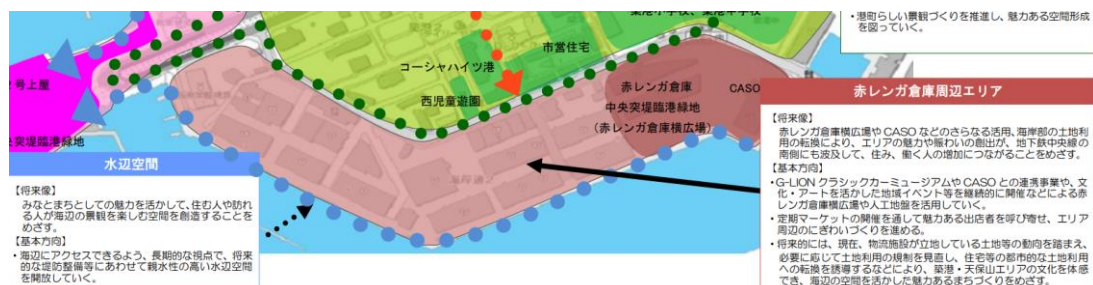 ・港町らしい景観づくりを推進し、魅力ある空間形成
を図っていく。
市営住宅
コーシャハイツ港
西児童遊園
赤レンガ倉庫
中央突堤臨港緑地
(赤レンガ倉庫横広場)
CASO
号上屋
央突堤臨港緑地
水辺空間
【将来像】
みなとまちとしての魅力を活かして、住む人や訪れ
る人が海辺の景観を楽しむ空間を創造することを
めざす。
【基本方向】
・海辺にアクセスできるよう、長期的な視点で、将来
的な堤防整備等にあわせて親水性の高い水辺空間
を開放していく。
赤レンガ倉庫周辺エリア
【将来像】
赤レンガ倉庫横広場や CASO などのさらなる活用、海岸部の土地利
用の転換により、エリアの魅力や賑わいの創出が、地下鉄中央線の
南側にも波及して、住み、働く人の増加につながることをめざす。
【基本方向】
・G-LION クラシックカーミュージアムや CASO との連携事業や、文
化・アートを活かした地域イベント等を継続的に開催などによる赤
レンガ倉庫横広場や人工地盤を活用していく。
・定期マーケットの開催を通して魅力ある出店者を呼び寄せ、エリア
周辺のにぎわいづくりを進める。
・将来的には、現在、物流施設が立地している土地等の動向を踏まえ、
必要に応じて土地利用の規制を見直し、住宅等の都市的な土地利用
への転換を誘導するなどにより、築港・天保山エリアの文化を体感
でき、海辺の空間を活かした魅力あるまちづくりをめざす。